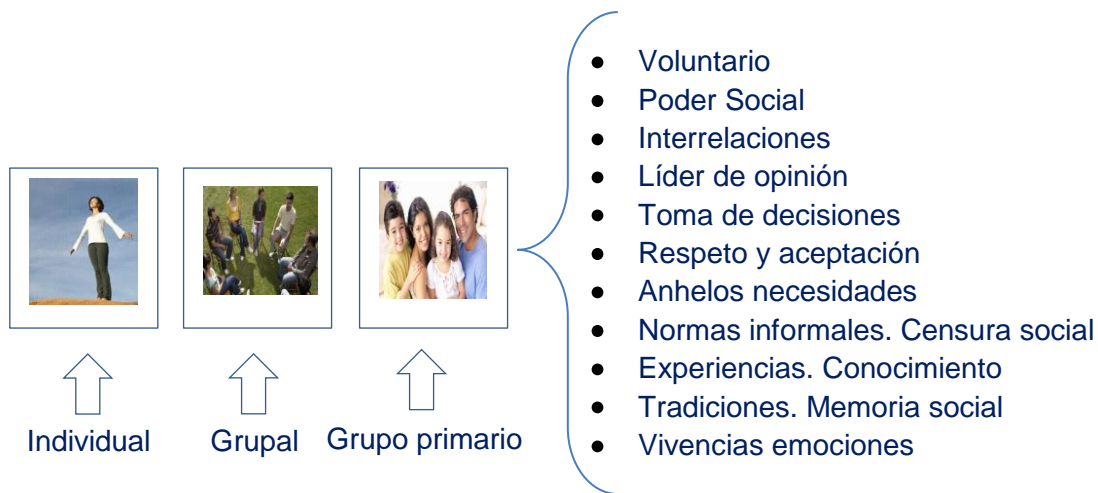 Voluntario
Poder Social
Interrelaciones
Líder de opinión
Toma de decisiones
Respeto y aceptación
Anhelos necesidades
Normas informales. Censura social
Experiencias. Conocimiento
Tradiciones. Memoria social
Vivencias emociones
Individual
Grupal
Grupo primario